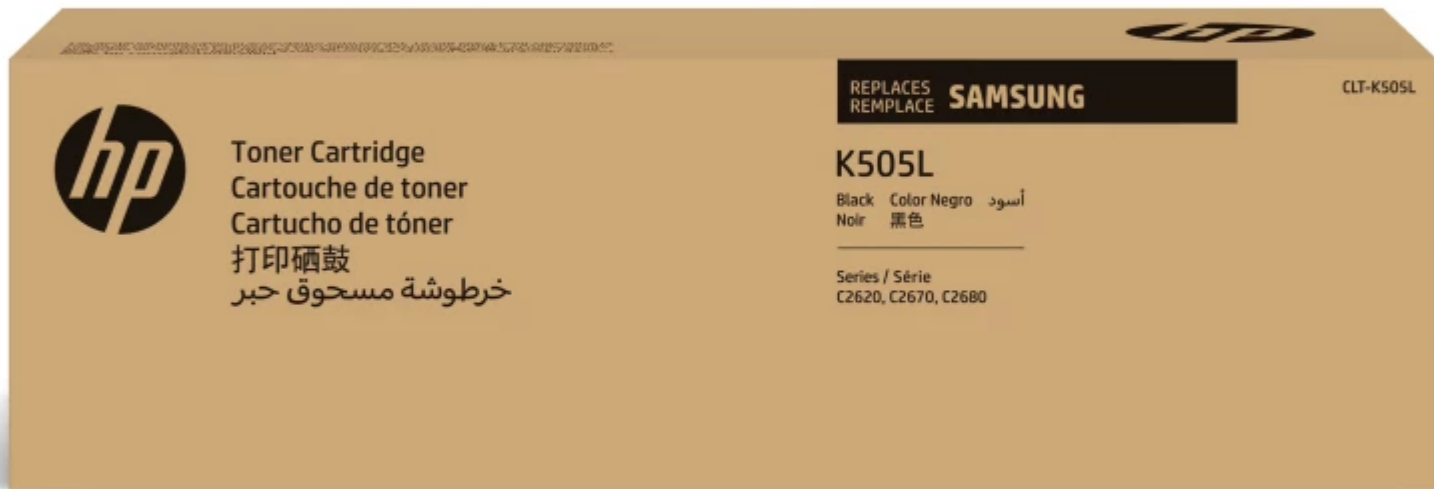 hp
hp
Toner Cartridge
Cartouche de toner
Cartucho de tóner
打印硒鼓
خرطوشة مسحوق حبر
REPLACES
REMPLACE SAMSUNG
CLT-K505L
K505L
Black Color Negro أسود
Noir 黑色
Series / Série
C2620, C2670, C2680